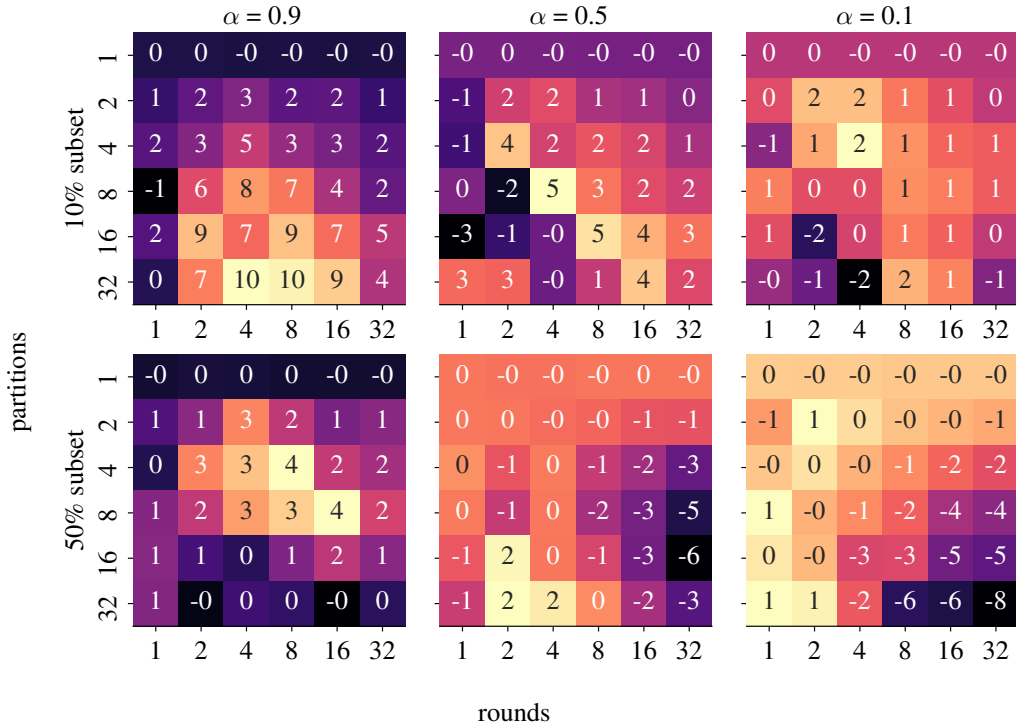 α = 0.9 α = 0.5 α = 0.1
partitions
10% subset
1 0 0 -0 -0 -0 -0 -0 -0 -0 -0 -0 -0 0 0 -0 -0 -0 -0
2 1 2 3 2 2 1 -1 2 2 1 1 0 0 2 2 1 1 0
4 2 3 5 3 3 2 -1 4 2 2 2 1 -1 1 2 1 1 1
8 -1 6 8 7 4 2 0 -2 5 3 2 2 1 0 0 1 1 1
16 2 9 7 9 7 5 -3 -1 -0 5 4 3 1 -2 0 1 1 0
32 0 7 10 10 9 4 3 3 -0 1 4 2 -0 -1 -2 2 1 -1
1 2 4 8 16 32 1 2 4 8 16 32 1 2 4 8 16 32
50% subset
1 -0 0 0 0 -0 -0 0 -0 -0 -0 0 -0 0 -0 -0 -0 -0 -0
2 1 1 3 2 1 1 0 0 -0 -0 -1 -1 -1 1 0 -0 -0 -1
4 0 3 3 4 2 2 0 -1 0 -1 -2 -3 -0 0 -0 -1 -2 -2
8 1 2 3 3 4 2 0 -1 0 -2 -3 -5 1 -0 -1 -2 -4 -4
16 1 1 0 1 2 1 -1 2 0 -1 -3 -6 0 -0 -3 -3 -5 -5
32 1 -0 0 0 -0 0 -1 2 2 0 -2 -3 1 1 -2 -6 -6 -8
1 2 4 8 16 32 1 2 4 8 16 32 1 2 4 8 16 32
rounds